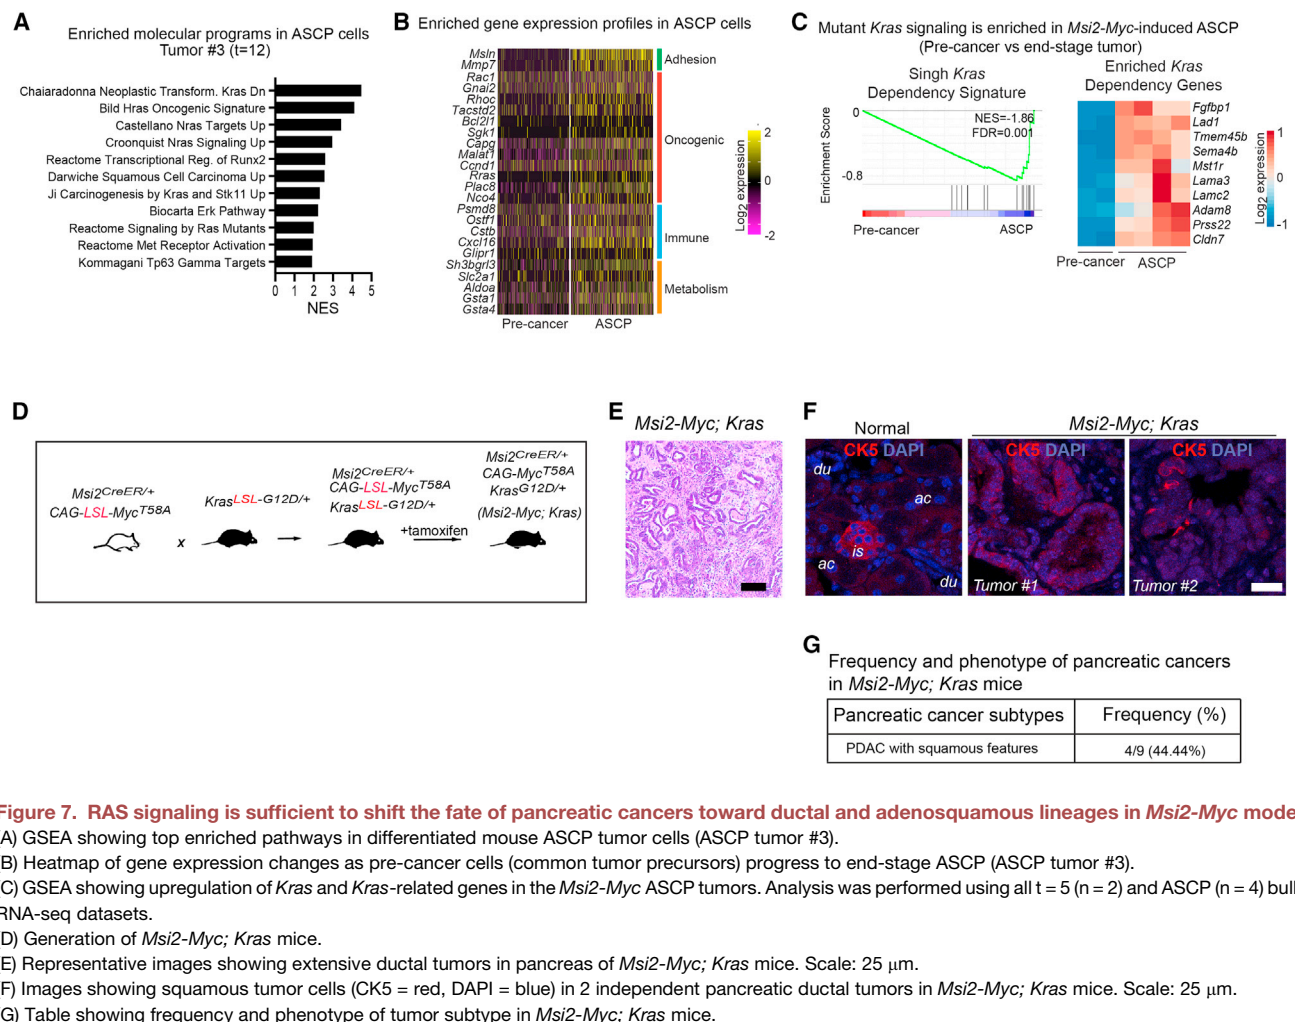 A
Enriched molecular programs in ASCP cells
Tumor #3 (t=12)
Chaiaradonna Neoplastic Transform. Kras Dn
Bild Hras Oncogenic Signature
Castellano Nras Targets Up
Croonquist Nras Signaling Up
Reactome Transcriptional Reg. of Runx2
Darwiche Squamous Cell Carcinoma Up
Ji Carcinogenesis by Kras and Stk11 Up
Biocarta Erk Pathway
Reactome Signaling by Ras Mutants
Reactome Met Receptor Activation
Kommagani Tp63 Gamma Targets
0 1 2 3 4 5
NES
B
Enriched gene expression profiles in ASCP cells
Msln
Mmp7
Rac1
Gnai2
Rhoc
Tacstd2
Bcl2l1
Sgk1
Capg
Malat1
Ccnd1
Rras
Plac8
Nco4
Psmd8
Ostf1
Cstb
Cxcl16
Glipr1
Sh3bgrl3
Slc2a1
Aldoa
Gsta1
Gsta4
Adhesion
Oncogenic
Immune
Metabolism
Pre-cancer ASCP
2
0
-2
Log2 expression
C
Mutant Kras signaling is enriched in Msi2-Myc-induced ASCP
(Pre-cancer vs end-stage tumor)
Singh Kras
Dependency Signature
NES=-1.86
FDR=0.001
0
-0.8
Enrichment Score
Pre-cancer ASCP
Enriched Kras
Dependency Genes
Fgfbp1
Lad1
Tmem45b
Sema4b
Mst1r
Lama3
Lamc2
Adam8
Prss22
Cldn7
Pre-cancer ASCP
1
0
-1
Log2 expression
D
Msi2CreER/+
CAG-LSL-MycT58A
x
KrasLSL-G12D/+
Msi2CreER/+
CAG-LSL-MycT58A
KrasLSL-G12D/+
+tamoxifen
Msi2CreER/+
CAG-MycT58A
KrasG12D/+
(Msi2-Myc; Kras)
E
Msi2-Myc; Kras
F
Normal
Msi2-Myc; Kras
CK5 DAPI
du
ac
is
ac
du
CK5 DAPI
Tumor #1
CK5 DAPI
Tumor #2
G
Frequency and phenotype of pancreatic cancers
in Msi2-Myc; Kras mice
Pancreatic cancer subtypes Frequency (%)
PDAC with squamous features 4/9 (44.44%)
Figure 7. RAS signaling is sufficient to shift the fate of pancreatic cancers toward ductal and adenosquamous lineages in Msi2-Myc mode
(A) GSEA showing top enriched pathways in differentiated mouse ASCP tumor cells (ASCP tumor #3).
(B) Heatmap of gene expression changes as pre-cancer cells (common tumor precursors) progress to end-stage ASCP (ASCP tumor #3).
(C) GSEA showing upregulation of Kras and Kras-related genes in the Msi2-Myc ASCP tumors. Analysis was performed using all t = 5 (n = 2) and ASCP (n = 4) bulk
RNA-seq datasets.
(D) Generation of Msi2-Myc; Kras mice.
(E) Representative images showing extensive ductal tumors in pancreas of Msi2-Myc; Kras mice. Scale: 25 μm.
(F) Images showing squamous tumor cells (CK5 = red, DAPI = blue) in 2 independent pancreatic ductal tumors in Msi2-Myc; Kras mice. Scale: 25 μm.
(G) Table showing frequency and phenotype of tumor subtype in Msi2-Myc; Kras mice.